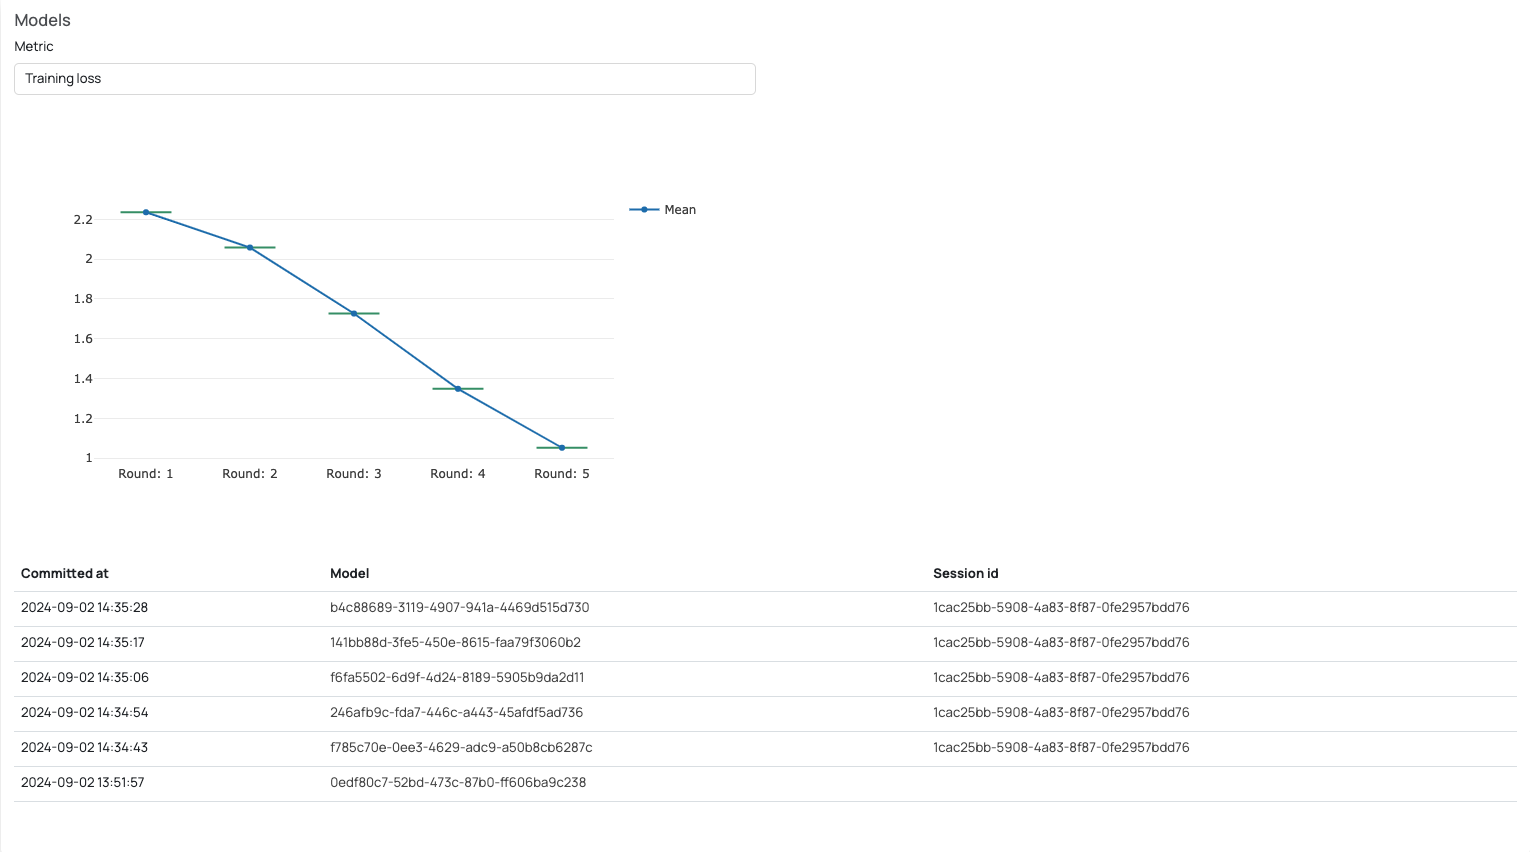 Models
Metric
Training loss
Mean
2.2
2
1.8
1.6
1.4
1.2
1
Round: 1 Round: 2 Round: 3 Round: 4 Round: 5
Committed at Model Session id
2024-09-02 14:35:28 b4c88689-3119-4907-941a-4469d515d730 1cac25bb-5908-4a83-8f87-0fe2957bdd76
2024-09-02 14:35:17 141bb88d-3fe5-450e-8615-faa79f3060b2 1cac25bb-5908-4a83-8f87-0fe2957bdd76
2024-09-02 14:35:06 f6fa5502-6d9f-4d24-8189-5905b9da2d11 1cac25bb-5908-4a83-8f87-0fe2957bdd76
2024-09-02 14:34:54 246afb9c-fda7-446c-a443-45afdf5ad736 1cac25bb-5908-4a83-8f87-0fe2957bdd76
2024-09-02 14:34:43 f785c70e-0ee3-4629-adc9-a50b8cb6287c 1cac25bb-5908-4a83-8f87-0fe2957bdd76
2024-09-02 13:51:57 0edf80c7-52bd-473c-87b0-ff606ba9c238